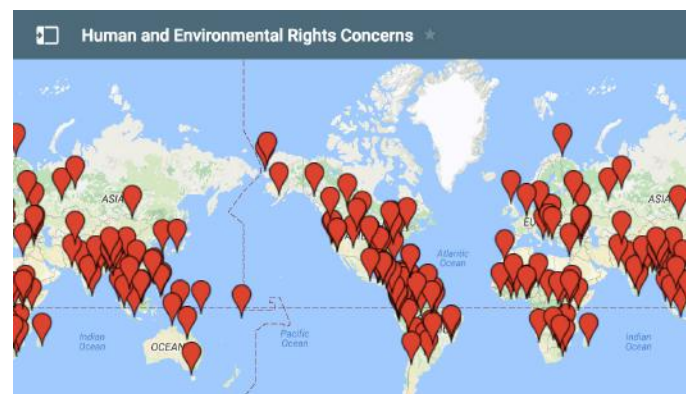 Human and Environmental Rights Concerns
ASIA
ASIA
EU
Atlantic
Ocean
Indian
Ocean
OCEAN
Pacific
Ocean
Indian
Ocean